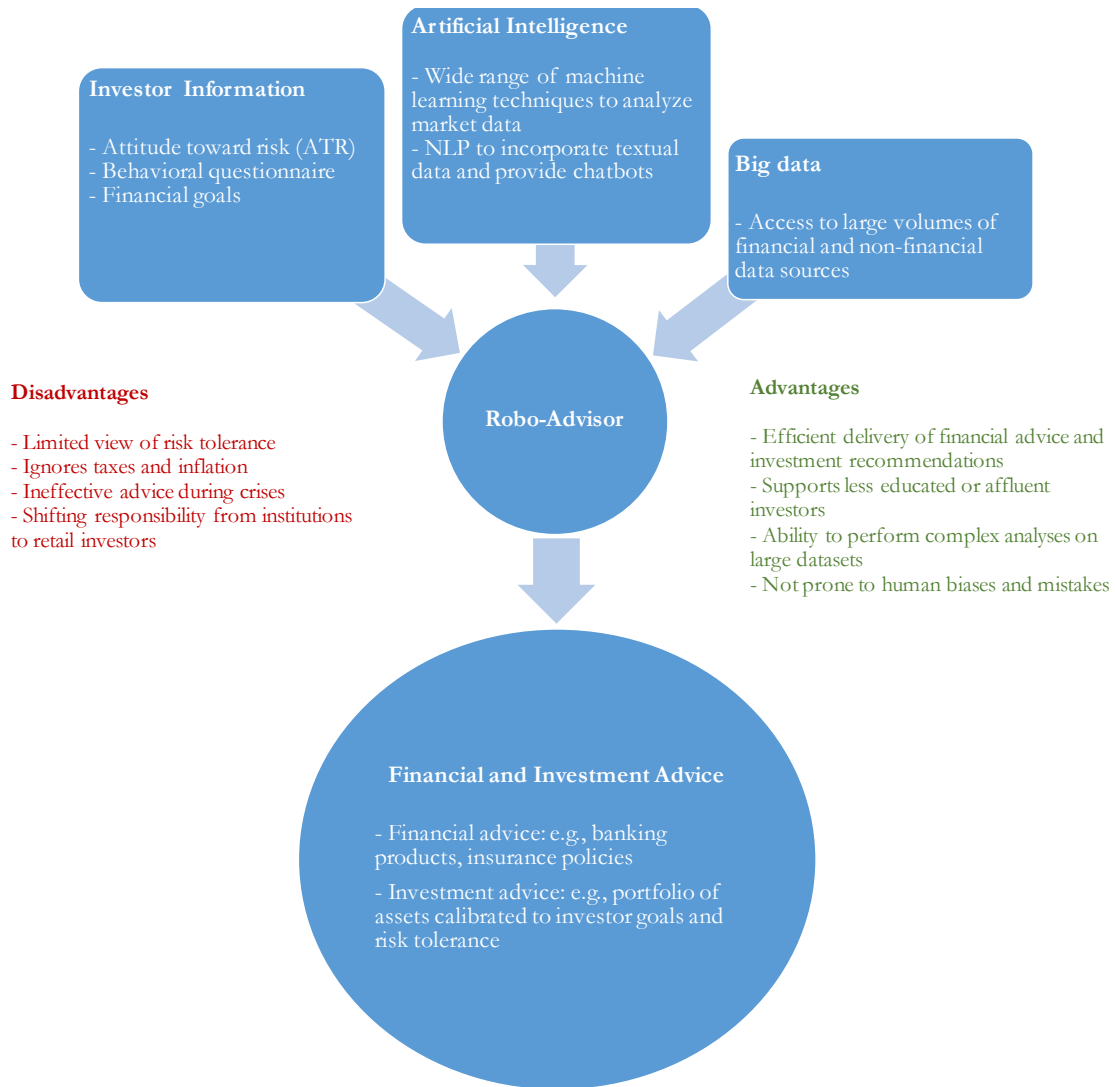 Artificial Intelligence
- Wide range of machine
learning techniques to analyze
market data
- NLP to incorporate textual
data and provide chatbots
Investor Information
- Attitude toward risk (ATR)
- Behavioral questionnaire
- Financial goals
Big data
- Access to large volumes of
financial and non-financial
data sources
Robo-Advisor
Disadvantages
- Limited view of risk tolerance
- Ignores taxes and inflation
- Ineffective advice during crises
- Shifting responsibility from institutions
to retail investors
Advantages
- Efficient delivery of financial advice and
investment recommendations
- Supports less educated or affluent
investors
- Ability to perform complex analyses on
large datasets
- Not prone to human biases and mistakes
Financial and Investment Advice
- Financial advice: e.g., banking
products, insurance policies
- Investment advice: e.g., portfolio of
assets calibrated to investor goals and
risk tolerance